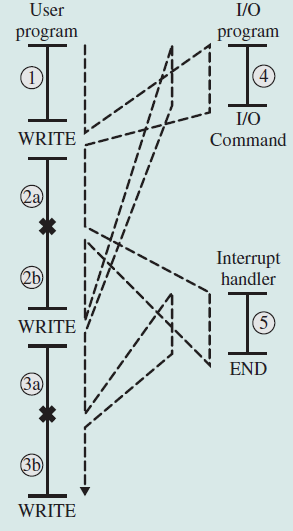 User
program
I/O
program
1
4
WRITE
I/O
Command
2a
2b
Interrupt
handler
WRITE
5
END
3a
3b
WRITE